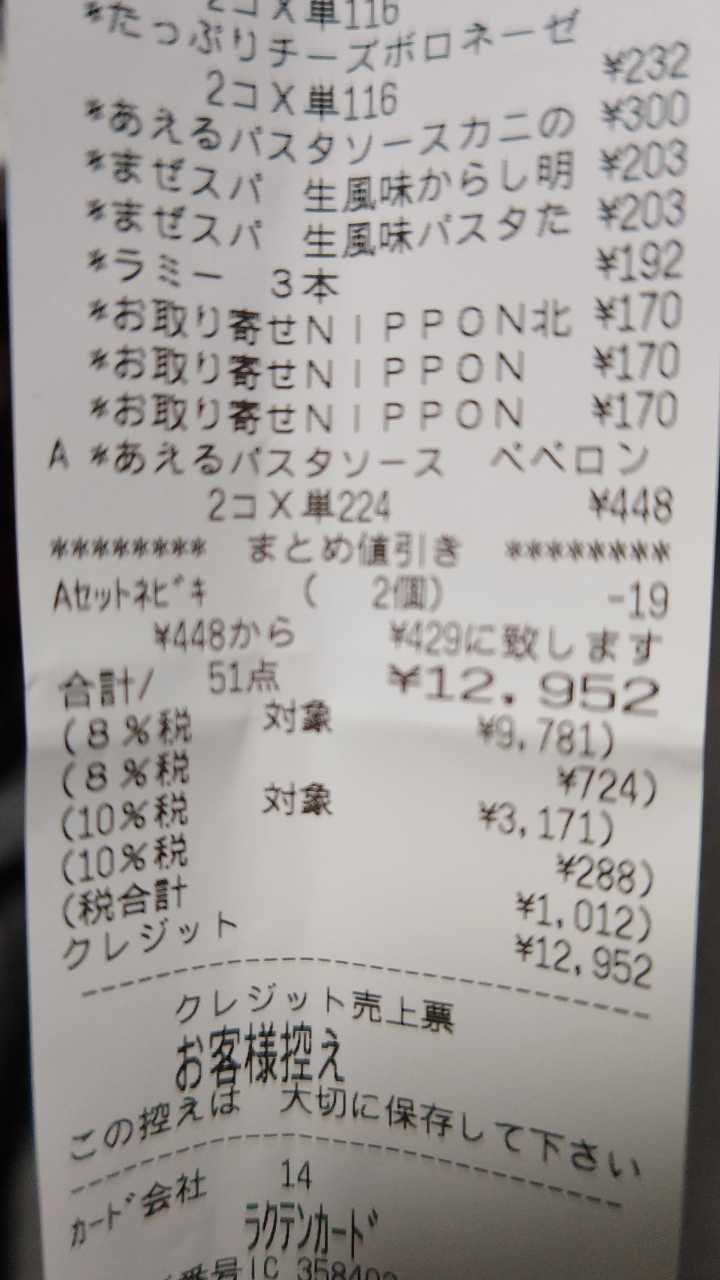 2コX単116
*たっぷりチーズボロネーゼ
2コX単116 ¥232
*あえるパスタソースカニの ¥300
*まぜスパ 生風味からし明 ¥203
*まぜスパ 生風味パスタた ¥203
*ラミー 3本 ¥192
*お取り寄せNIPPON北 ¥170
*お取り寄せNIPPON ¥170
*お取り寄せNIPPON ¥170
A *あえるパスタソース ペペロン
2コX単224 ¥448
******** まとめ値引き ********
Aセットネビキ ( 2個) -19
¥448から ¥429に致します
合計/ 51点 ¥12,952
(8%税 対象 ¥9,781)
(8%税 ¥724)
(10%税 対象 ¥3,171)
(10%税 ¥288)
(税合計 ¥1,012)
クレジット ¥12,952
クレジット売上票
お客様控え
この控えは 大切に保存して下さい
カード会社 14
ラクテンカード
番号IC 358402